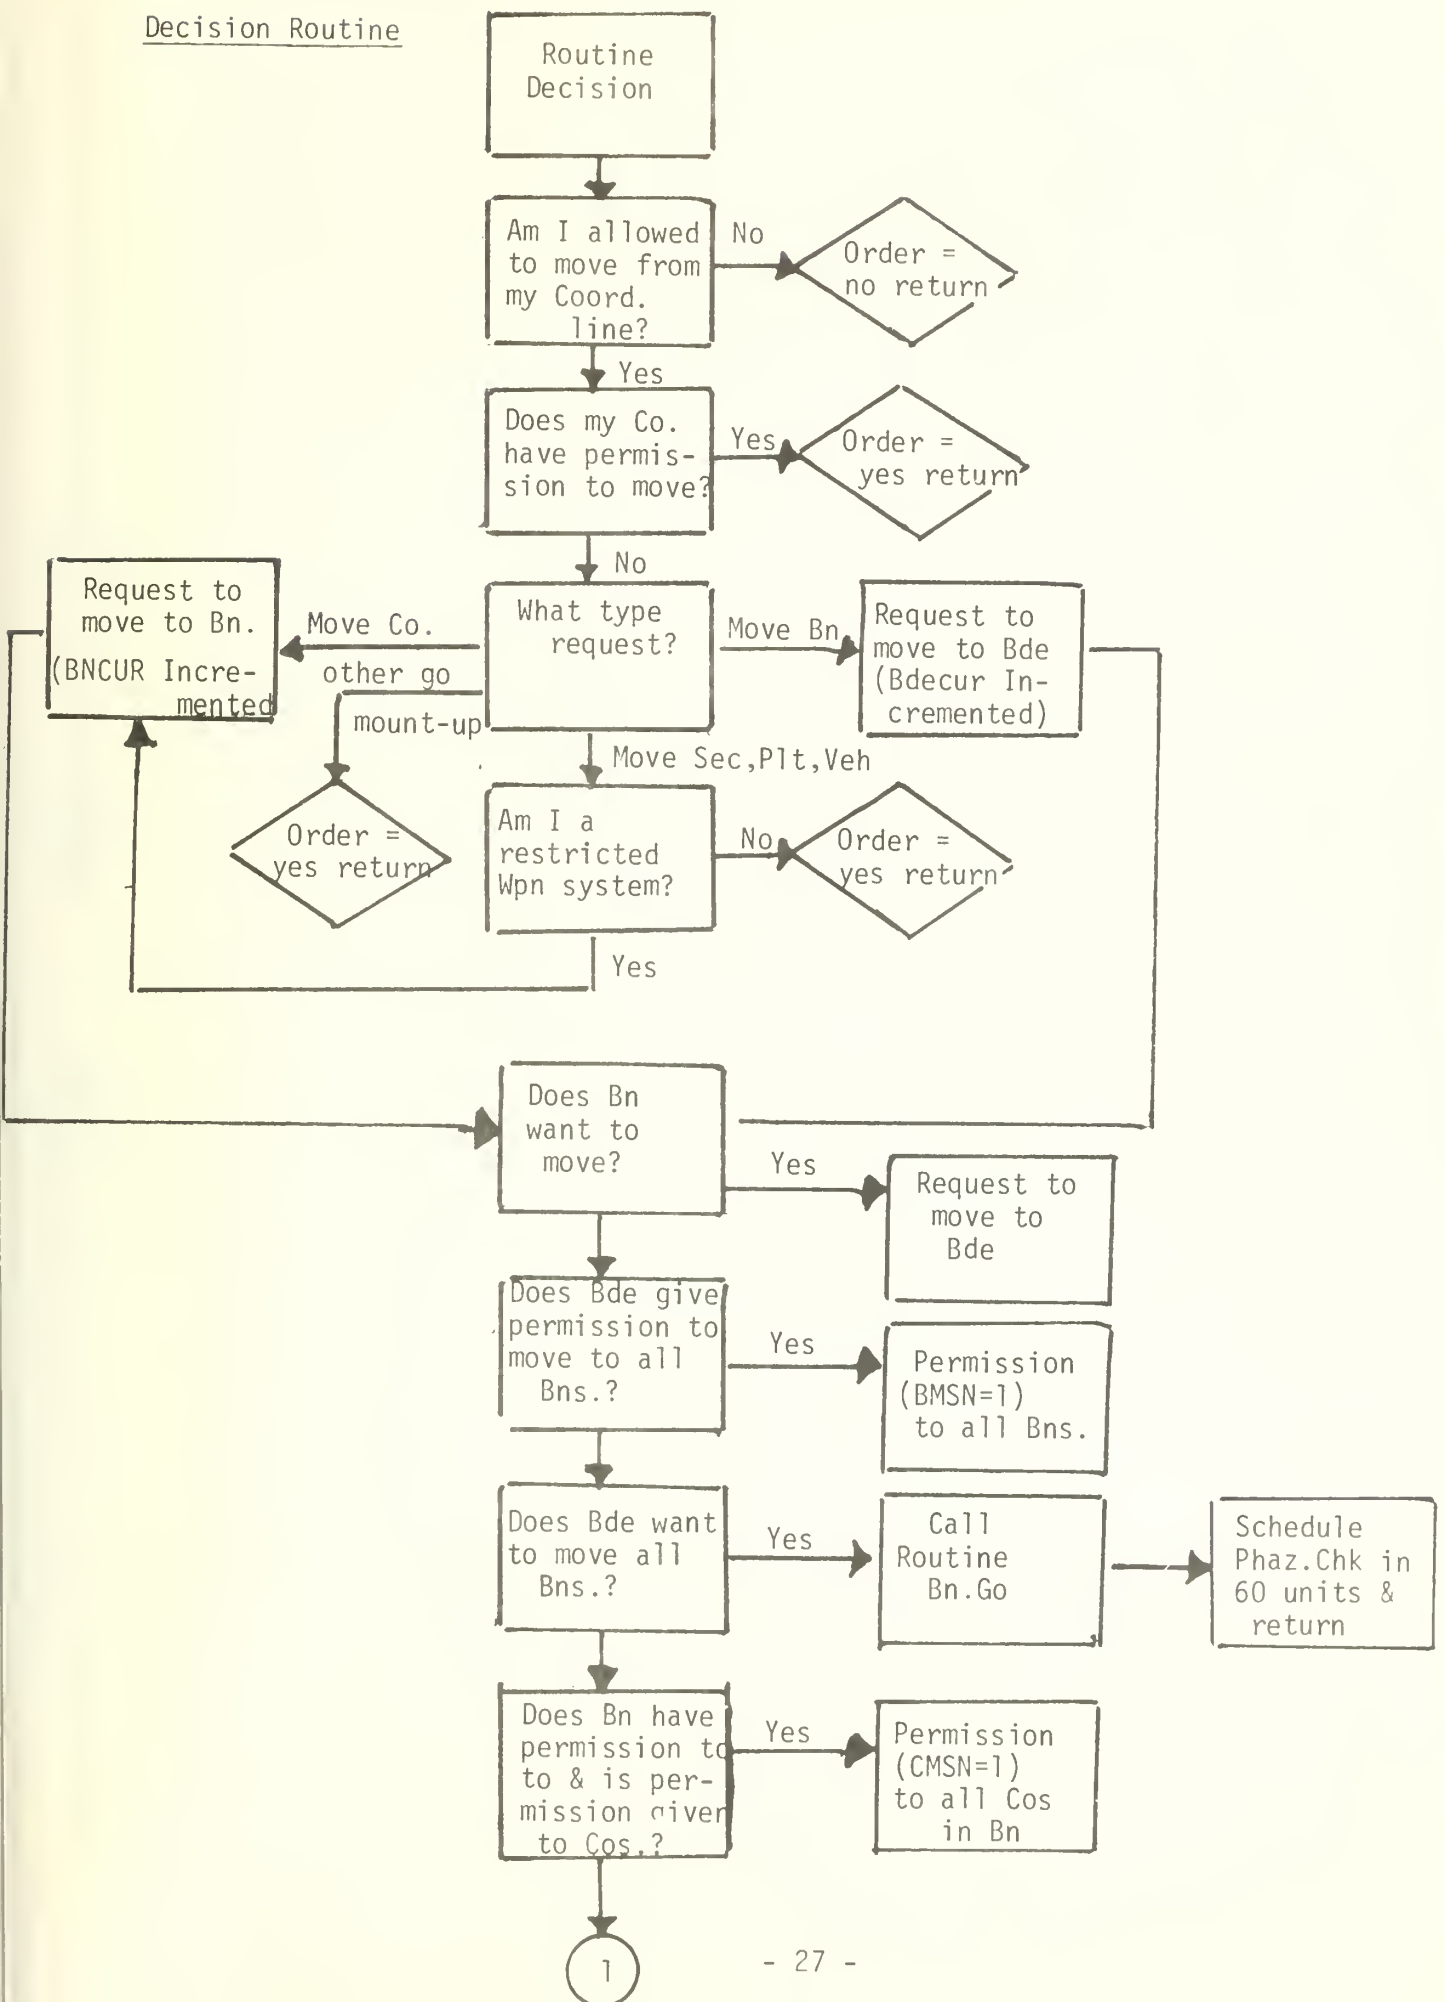 Decision Routine
Routine
Decision
Am I allowed
to move from
my Coord.
line?
No
Order =
no return
Yes
Does my Co.
have permis-
sion to move?
Yes
Order =
yes return
No
Request to
move to Bn.
(BNCUR Incre-
mented
Move Co.
other go
mount-up
What type
request?
Move Bn
Request to
move to Bde
(Bdecur In-
cremented)
Move Sec,Plt,Veh
Order =
yes return
Am I a
restricted
Wpn system?
No
Order =
yes return
Yes
Does Bn
want to
move?
Yes
Request to
move to
Bde
Does Bde give
permission to
move to all
Bns.?
Yes
Permission
(BMSN=1)
to all Bns.
Does Bde want
to move all
Bns.?
Yes
Call
Routine
Bn.Go
Schedule
Phaz.Chk in
60 units &
return
Does Bn have
permission to
to & is per-
mission given
to Cos.?
Yes
Permission
(CMSN=1)
to all Cos
in Bn
1
- 27 -